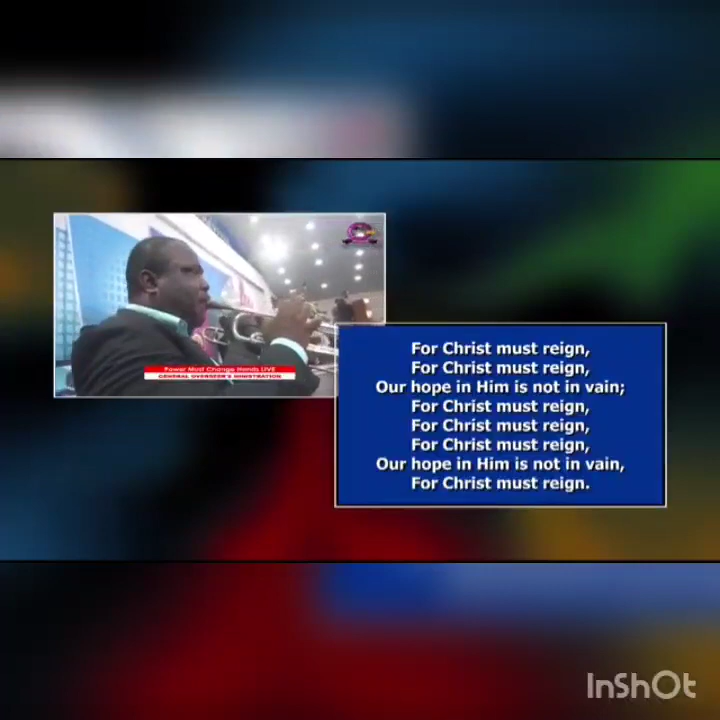 Power Must Change Hands LIVE
GENERAL OVERSEER'S MINISTRATION
For Christ must reign,
For Christ must reign,
Our hope in Him is not in vain;
For Christ must reign,
For Christ must reign,
For Christ must reign,
Our hope in Him is not in vain,
For Christ must reign.
InShOt